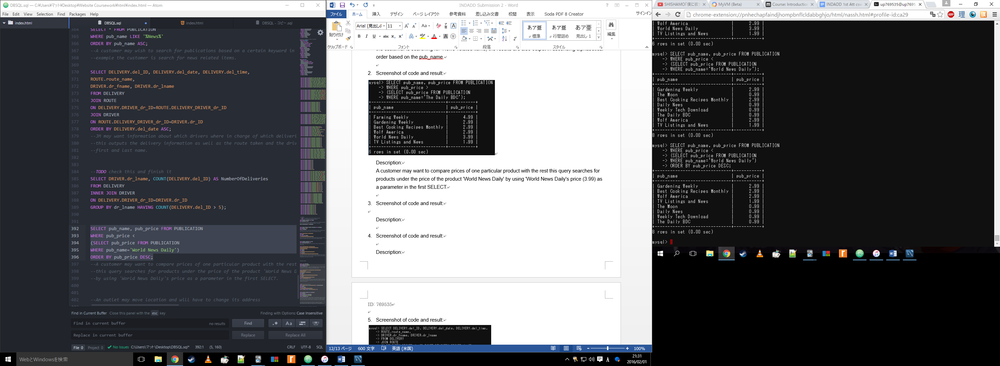 DBSQL.sql — C:¥Users¥マット¥Desktop¥Website Coursework¥html¥index.html — Atom
File Edit View Selection Find Packages Help
index.html
DBSQL.sql
index.html
DBSQL - コピー.sql
364 SELECT * FROM PUBLICATION
365 WHERE pub_name LIKE '%News%'
366 ORDER BY pub_name ASC;
367 --A customer may wish to search for publications based on a certain keyword in
368 --example the customer is search for news related items.
369
370 SELECT DELIVERY.del_ID, DELIVERY.del_date, DELIVERY.del_time,
371 ROUTE.route_name,
372 DRIVER.dr_fname, DRIVER.dr_lname
373 FROM DELIVERY
374 JOIN ROUTE
375 ON DELIVERY.DRIVER_dr_ID=ROUTE.DELIVERY_DRIVER_dr_ID
376 JOIN DRIVER
377 ON ROUTE.DELIVERY_DRIVER_dr_ID=DRIVER.dr_ID
378 ORDER BY DELIVERY.del_date ASC;
379 --JM may want information about which drivers where in charge of which deliveri
380 --this outputs the delivery information as well as the route taken and the driv
381 --first and last name.
382
383
384 --TODO check this and finish it
385 SELECT DRIVER.dr_lname, COUNT(DELIVERY.del_ID) AS NumberOfDeliveries
386 FROM DELIVERY
387 INNER JOIN DRIVER
388 ON DELIVERY.DRIVER_dr_ID=DRIVER.dr_ID
389 GROUP BY dr_lname HAVING COUNT(DELIVERY.del_ID > 5);
390
391
392 SELECT pub_name, pub_price FROM PUBLICATION
393 WHERE pub_price <
394 (SELECT pub_price FROM PUBLICATION
395 WHERE pub_name='World News Daily')
396 ORDER BY pub_price DESC;
397 --A customer may want to compare prices of one particular product with the rest
398 --this query searches for products under the price of the product 'World News D
399 --by using 'World News Daily's price as a parameter in the first SELECT.
400
401
402 --An outlet may move location and will have to change its address
Find in Current Buffer Close this panel with the esc key Finding with Options: Case Insensitive
Find in current buffer no results Find .* Aa
Replace in current buffer Replace Replace All
File 0 Project 0 No Issues C:\Users\マット\Desktop\DBSQL.sql* 392:1 (5, 160) CRLF UTF-8 SQL
INDADD Submission 2 - Word
ファイル ホーム 挿入 デザイン ページ レイアウト 参考資料 差し込み文書 校閲 表示 Soda PDF 8 Creator サインイン
貼り付け
Arial (見出し 11
B I U abc x₂ x²
あア亜 あア亜 あア亜
標準 行間詰め 見出し 1
編集
クリップボード フォント 段落 スタイル
order based on the pub_name.
2. Screenshot of code and result:
mysql> SELECT pub_name, pub_price FROM PUBLICATION
-> WHERE pub_price >
-> (SELECT pub_price FROM PUBLICATION
-> WHERE pub_name='The Daily BDC');
| pub_name | pub_price |
| Farming Weekly | 4.99 |
| Gardening Weekly | 2.99 |
| Best Cooking Recipes Monthly | 2.99 |
| Wolf America | 2.99 |
| World News Daily | 3.99 |
| TV Listings and News | 1.99 |
6 rows in set (0.00 sec)
Description:
A customer may want to compare prices of one particular product with the rest this query searches for
products under the price of the product 'World News Daily' by using 'World News Daily's price (3.99) as
a parameter in the first SELECT.
3. Screenshot of code and result:
Description:
4. Screenshot of code and result:
Description:
ID: 769535
5. Screenshot of code and result:
mysql> SELECT DELIVERY.del_ID, DELIVERY.del_date, DELIVERY.del_time,
-> ROUTE.route_name,
-> DRIVER.dr_fname, DRIVER.dr_lname
-> FROM DELIVERY
-> JOIN ROUTE
12/13 ページ 600 文字 英語 (米国) 100%
SHISHAMO「僕に彼
MyVM (Beta)
Course: Introduction
INDADD 1st Att csw
up769535@up7695
chrome-extension://pnhechapfaindjhompbnflcldabbghjo/html/nassh.html#profile-id:ca29
| Wolf America | 2.99 |
| World News Daily | 3.99 |
| TV Listings and News | 1.99 |
6 rows in set (0.00 sec)
mysql> SELECT pub_name, pub_price FROM PUBLICATION
-> WHERE pub_price <
-> (SELECT pub_price FROM PUBLICATION
-> WHERE pub_name='World News Daily');
| pub_name | pub_price |
| Gardening Weekly | 2.99 |
| The Moon | 0.99 |
| Best Cooking Recipes Monthly | 2.99 |
| Daily News | 0.99 |
| Weekly Tech Download | 0.99 |
| The Daily BDC | 0.99 |
| Wolf America | 2.99 |
| TV Listings and News | 1.99 |
8 rows in set (0.00 sec)
mysql> SELECT pub_name, pub_price FROM PUBLICATION
-> WHERE pub_price <
-> (SELECT pub_price FROM PUBLICATION
-> WHERE pub_name='World News Daily')
-> ORDER BY pub_price DESC;
| pub_name | pub_price |
| Gardening Weekly | 2.99 |
| Best Cooking Recipes Monthly | 2.99 |
| Wolf America | 2.99 |
| TV Listings and News | 1.99 |
| The Moon | 0.99 |
| Daily News | 0.99 |
| Weekly Tech Download | 0.99 |
| The Daily BDC | 0.99 |
8 rows in set (0.00 sec)
mysql>
WebとWindowsを検索
21:31
2016/02/01